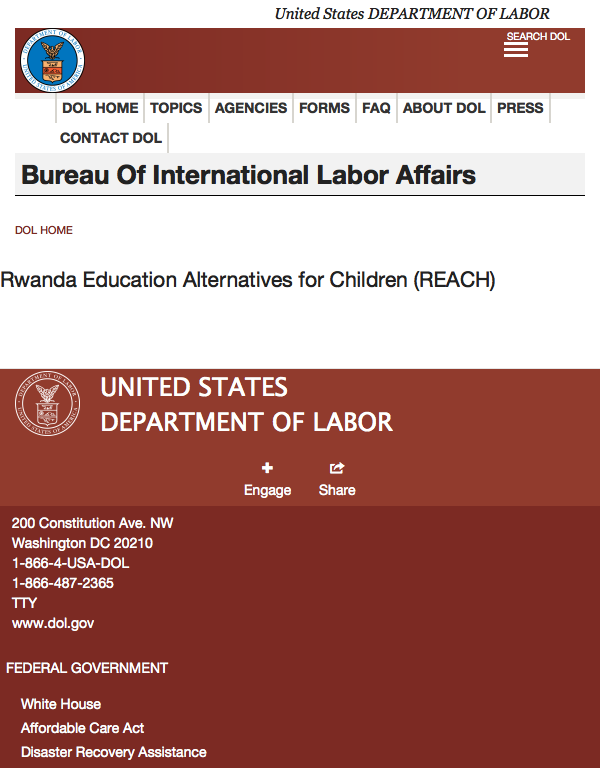 United States DEPARTMENT OF LABOR
SEARCH DOL
DOL HOME TOPICS AGENCIES FORMS FAQ ABOUT DOL PRESS
CONTACT DOL
Bureau Of International Labor Affairs
DOL HOME
Rwanda Education Alternatives for Children (REACH)
UNITED STATES
DEPARTMENT OF LABOR
Engage Share
200 Constitution Ave. NW
Washington DC 20210
1-866-4-USA-DOL
1-866-487-2365
TTY
www.dol.gov
FEDERAL GOVERNMENT
White House
Affordable Care Act
Disaster Recovery Assistance